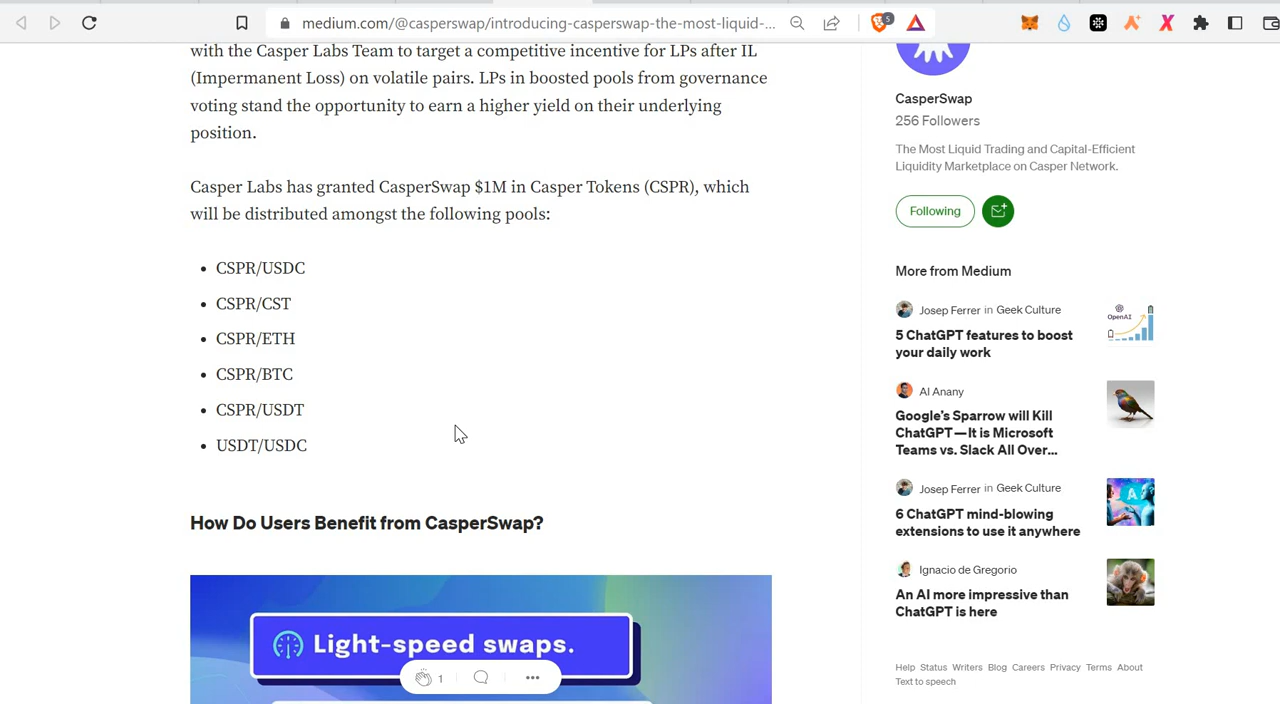 medium.com/@casperswap/introducing-casperswap-the-most-liquid-...
5
with the Casper Labs Team to target a competitive incentive for LPs after IL
(Impermanent Loss) on volatile pairs. LPs in boosted pools from governance
voting stand the opportunity to earn a higher yield on their underlying
position.
Casper Labs has granted CasperSwap $1M in Casper Tokens (CSPR), which
will be distributed amongst the following pools:
• CSPR/USDC
• CSPR/CST
• CSPR/ETH
• CSPR/BTC
• CSPR/USDT
• USDT/USDC
How Do Users Benefit from CasperSwap?
Light-speed swaps.
1
CasperSwap
256 Followers
The Most Liquid Trading and Capital-Efficient
Liquidity Marketplace on Casper Network.
Following
More from Medium
Josep Ferrer in Geek Culture
5 ChatGPT features to boost
your daily work
OpenAI
Al Anany
Google's Sparrow will Kill
ChatGPT—It is Microsoft
Teams vs. Slack All Over...
Josep Ferrer in Geek Culture
6 ChatGPT mind-blowing
extensions to use it anywhere
A
Ignacio de Gregorio
An AI more impressive than
ChatGPT is here
Help Status Writers Blog Careers Privacy Terms About
Text to speech